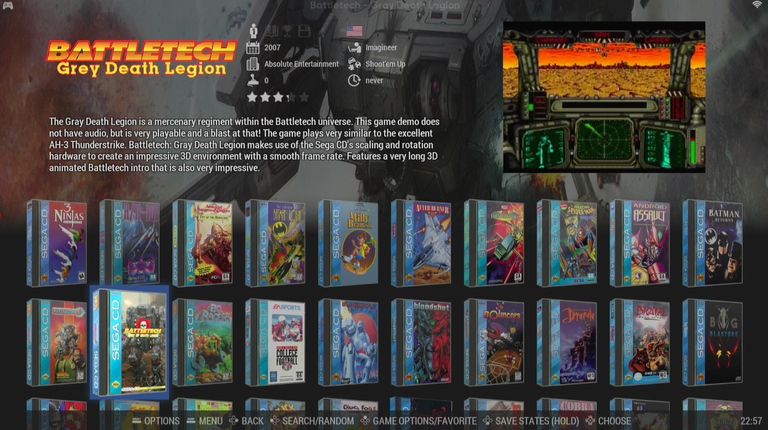 Battletech - Gray Death Legion
BATTLETECH
Grey Death Legion
2007
Imagineer
Absolute Entertainment
Shoot'em Up
0
never
The Gray Death Legion is a mercenary regiment within the Battletech universe. This game demo does
not have audio, but is very playable and a blast at that! The game plays very similar to the excellent
AH-3 Thunderstrike. Battletech: Gray Death Legion makes use of the Sega CD's scaling and rotation
hardware to create an impressive 3D environment with a smooth frame rate. Features a very long 3D
animated Battletech intro that is also very impressive.
3 NINJAS
SEGA CD
SEGA CD
SEGA CD
SEGA CD
SEGA CD
AFTER BURNER
SEGA CD
SEGA CD
SEGA CD
ANDROID
ASSAULT
SEGA CD
BATMAN
RETURNS
SEGA CD
SEGA CD
BATTLETECH
SEGA CD
SEGA CD
EA SPORTS
COLLEGE
FOOTBALL
SEGA CD
SEGA CD
bloodshot
SEGA CD
Bouncers
SEGA CD
Dracula
SEGA CD
BRUTAL
SEGA CD
BUG
BLASTERS
SEGA CD
COBRA
OPTIONS MENU BACK SEARCH/RANDOM GAME OPTIONS/FAVORITE SAVE STATES (HOLD) CHOOSE 22:57